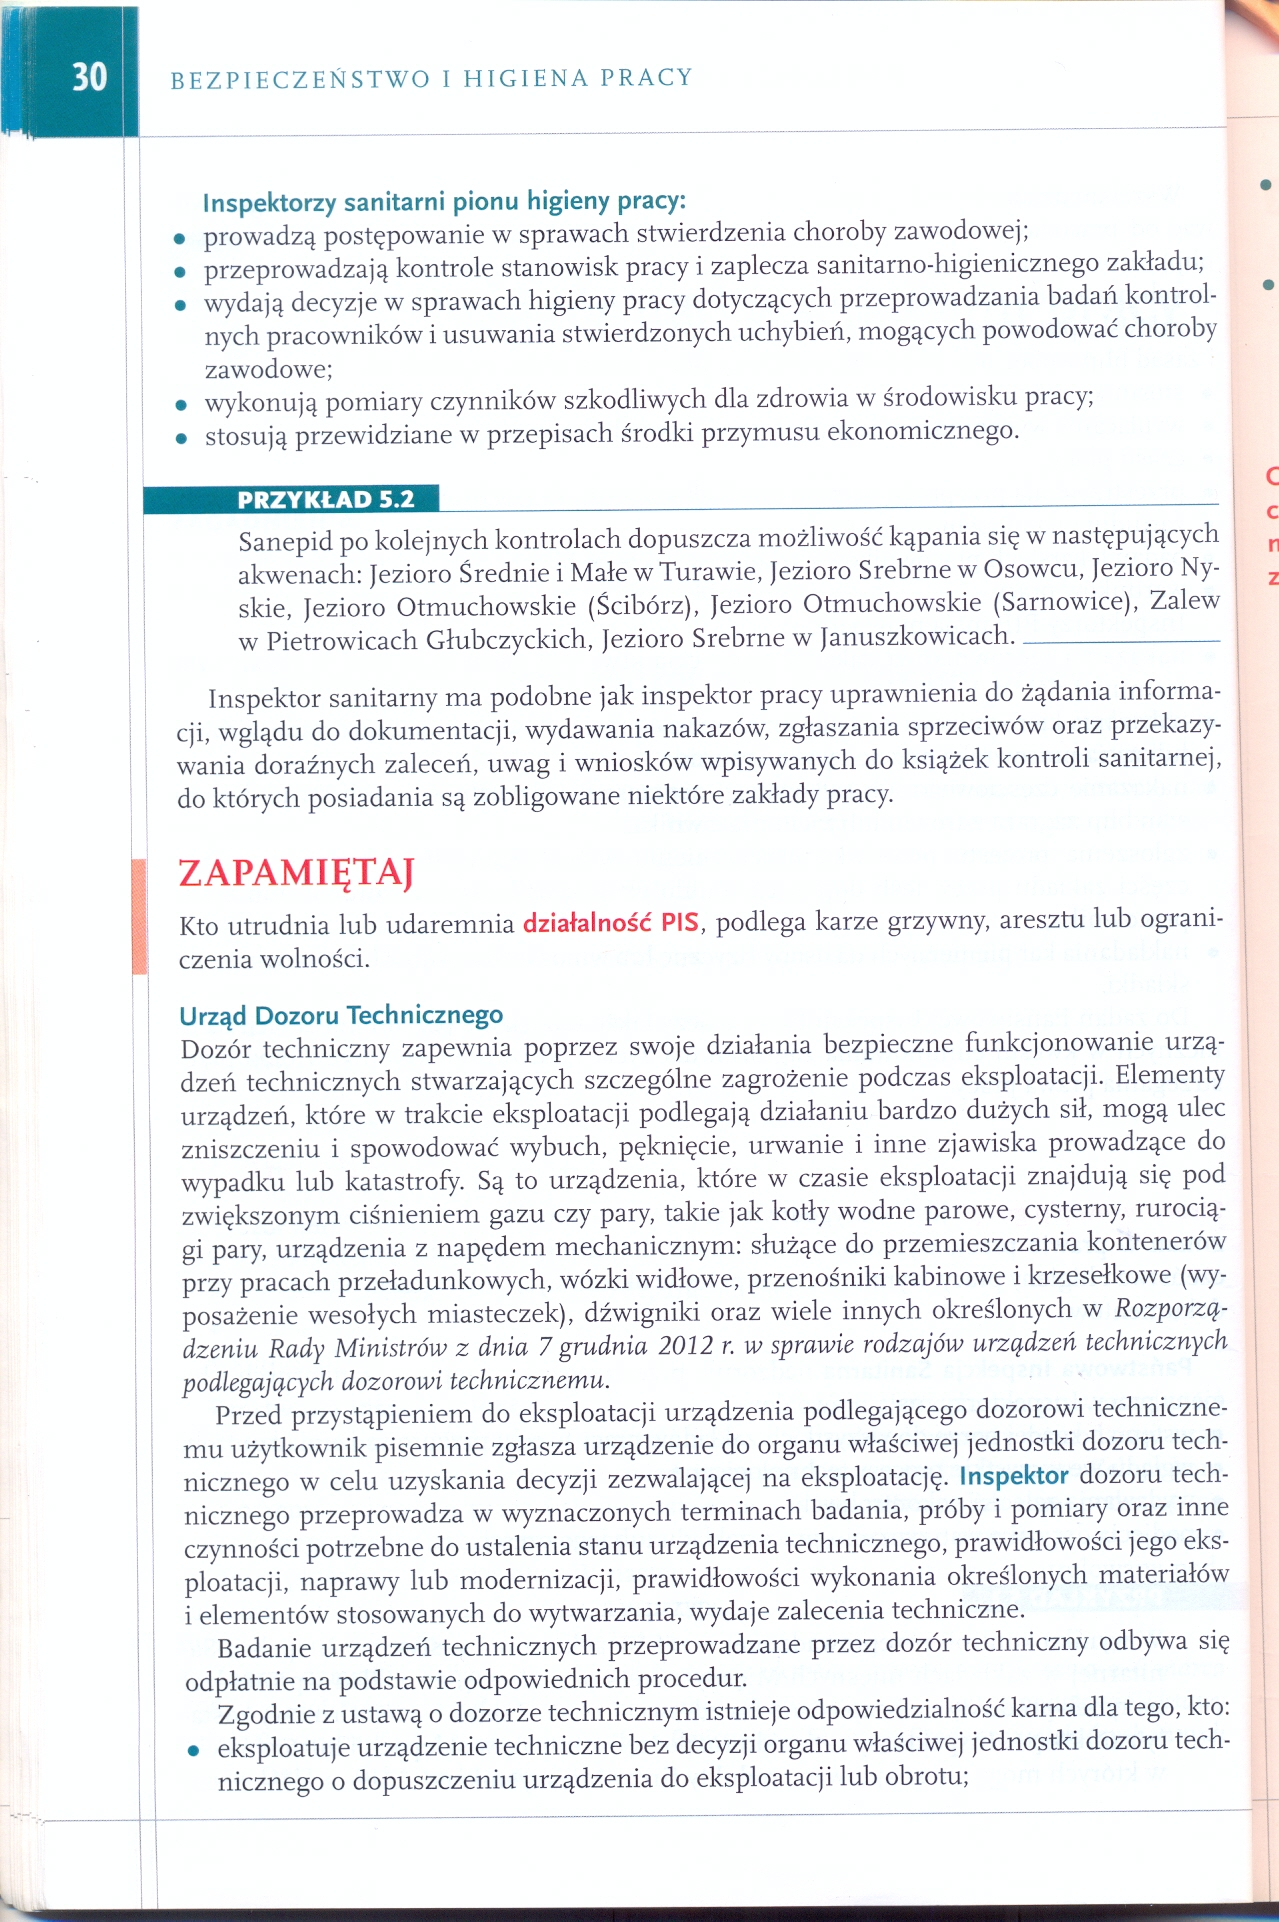 30
BEZPIECZEŃSTWO I HIGIENA PRACY
Inspektorzy sanitarni pionu higieny pracy:
• prowadzą postępowanie w sprawach stwierdzenia choroby zawodowej;
• przeprowadzają kontrole stanowisk pracy i zaplecza sanitarno-higienicznego zakładu;
• wydają decyzje w sprawach higieny pracy dotyczących przeprowadzania badań kontrol-
nych pracowników i usuwania stwierdzonych uchybień, mogących powodować choroby
zawodowe;
• wykonują pomiary czynników szkodliwych dla zdrowia w środowisku pracy;
• stosują przewidziane w przepisach środki przymusu ekonomicznego.
PRZYKŁAD 5.2
Sanepid po kolejnych kontrolach dopuszcza możliwość kąpania się w następujących
akwenach: Jezioro Średnie i Małe w Turawie, Jezioro Srebrne w Osowcu, Jezioro Ny-
skie, Jezioro Otmuchowskie (Ścibórz), Jezioro Otmuchowskie (Sarnowice), Zalew
w Pietrowicach Głubczyckich, Jezioro Srebrne w Januszkowicach.
Inspektor sanitarny ma podobne jak inspektor pracy uprawnienia do żądania informa-
cji, wglądu do dokumentacji, wydawania nakazów, zgłaszania sprzeciwów oraz przekazy-
wania doraźnych zaleceń, uwag i wniosków wpisywanych do książek kontroli sanitarnej,
do których posiadania są zobligowane niektóre zakłady pracy.
ZAPAMIĘTAJ
Kto utrudnia lub udaremnia działalność PIS, podlega karze grzywny, aresztu lub ograni-
czenia wolności.
Urząd Dozoru Technicznego
Dozór techniczny zapewnia poprzez swoje działania bezpieczne funkcjonowanie urzą-
dzeń technicznych stwarzających szczególne zagrożenie podczas eksploatacji. Elementy
urządzeń, które w trakcie eksploatacji podlegają działaniu bardzo dużych sił, mogą ulec
zniszczeniu i spowodować wybuch, pęknięcie, urwanie i inne zjawiska prowadzące do
wypadku lub katastrofy. Są to urządzenia, które w czasie eksploatacji znajdują się pod
zwiększonym ciśnieniem gazu czy pary, takie jak kotły wodne parowe, cysterny, rurocią-
gi pary, urządzenia z napędem mechanicznym: służące do przemieszczania kontenerów
przy pracach przeładunkowych, wózki widłowe, przenośniki kabinowe i krzesełkowe (wy-
posażenie wesołych miasteczek), dźwigniki oraz wiele innych określonych w Rozporzą-
dzeniu Rady Ministrów z dnia 7 grudnia 2012 r. w sprawie rodzajów urządzeń technicznych
podlegających dozorowi technicznemu.
Przed przystąpieniem do eksploatacji urządzenia podlegającego dozorowi techniczne-
mu użytkownik pisemnie zgłasza urządzenie do organu właściwej jednostki dozoru tech-
nicznego w celu uzyskania decyzji zezwalającej na eksploatację. Inspektor dozoru tech-
nicznego przeprowadza w wyznaczonych terminach badania, próby i pomiary oraz inne
czynności potrzebne do ustalenia stanu urządzenia technicznego, prawidłowości jego eks-
ploatacji, naprawy lub modernizacji, prawidłowości wykonania określonych materiałów
i elementów stosowanych do wytwarzania, wydaje zalecenia techniczne.
Badanie urządzeń technicznych przeprowadzane przez dozór techniczny odbywa się
odpłatnie na podstawie odpowiednich procedur.
Zgodnie z ustawą o dozorze technicznym istnieje odpowiedzialność karna dla tego, kto:
• eksploatuje urządzenie techniczne bez decyzji organu właściwej jednostki dozoru tech-
nicznego o dopuszczeniu urządzenia do eksploatacji lub obrotu;